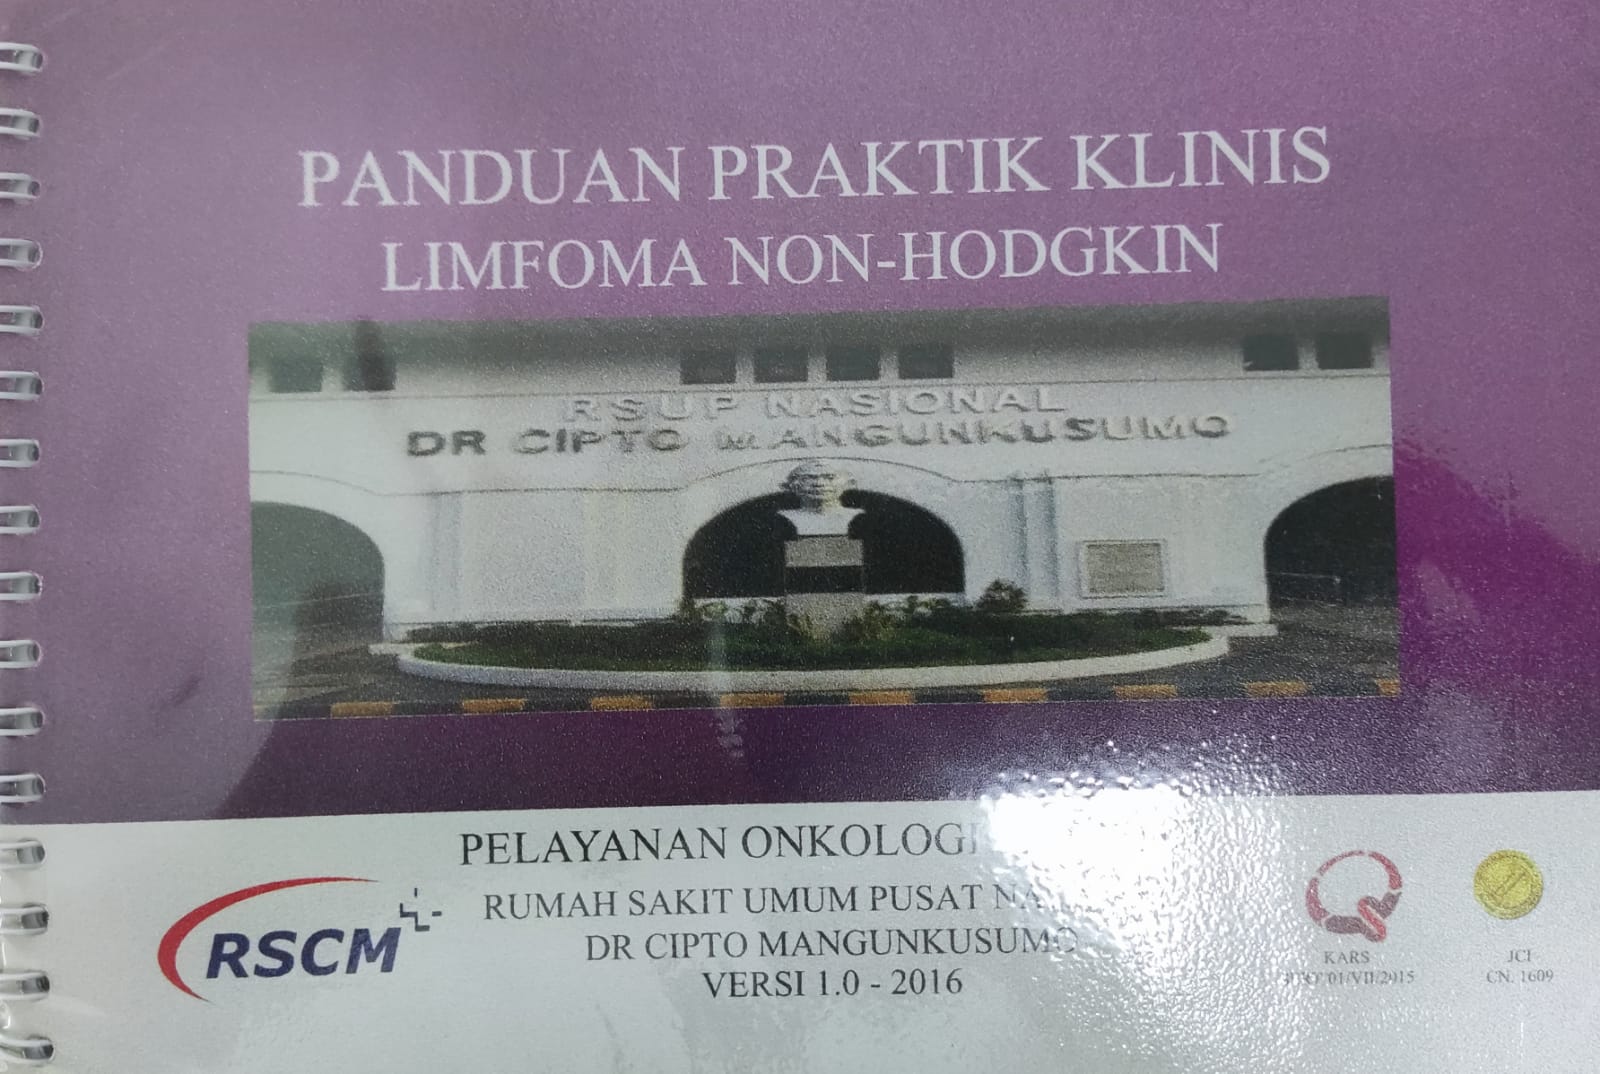 PANDUAN PRAKTIK KLINIS
LIMFOMA NON-HODGKIN
RSUP NASIONAL
DR CIPTO MANGUNKUSUMO
PELAYANAN ONKOLOGI
RUMAH SAKIT UMUM PUSAT
DR CIPTO MANGUNKUSUMO
VERSI 1.0 - 2016
RSCM
KARS
JCI
CN. 1609